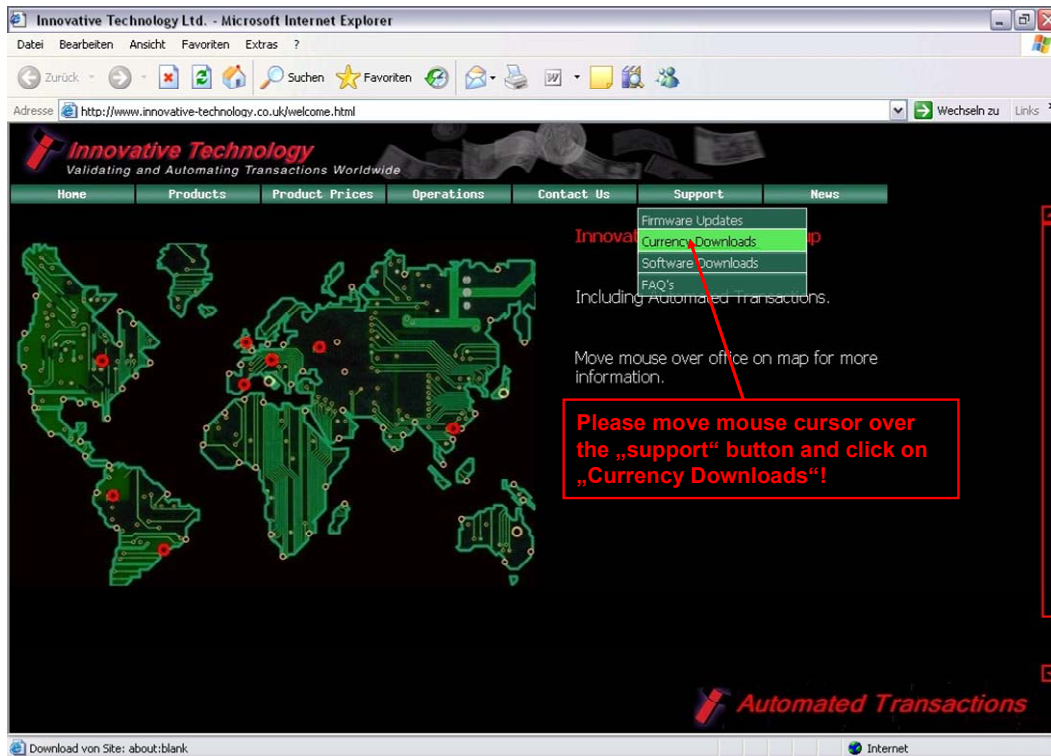 Innovative Technology Ltd. - Microsoft Internet Explorer
Datei Bearbeiten Ansicht Favoriten Extras ?
Zurück Suchen Favoriten
Adresse http://www.innovative-technology.co.uk/welcome.html Wechseln zu Links
Innovative Technology
Validating and Automating Transactions Worldwide
Home Products Product Prices Operations Contact Us Support News
Firmware Updates
Currency Downloads
Software Downloads
FAQ's
Including Automated Transactions.
Move mouse over office on map for more
information.
Please move mouse cursor over
the „support“ button and click on
„Currency Downloads“!
Automated Transactions
Download von Site: about:blank Internet